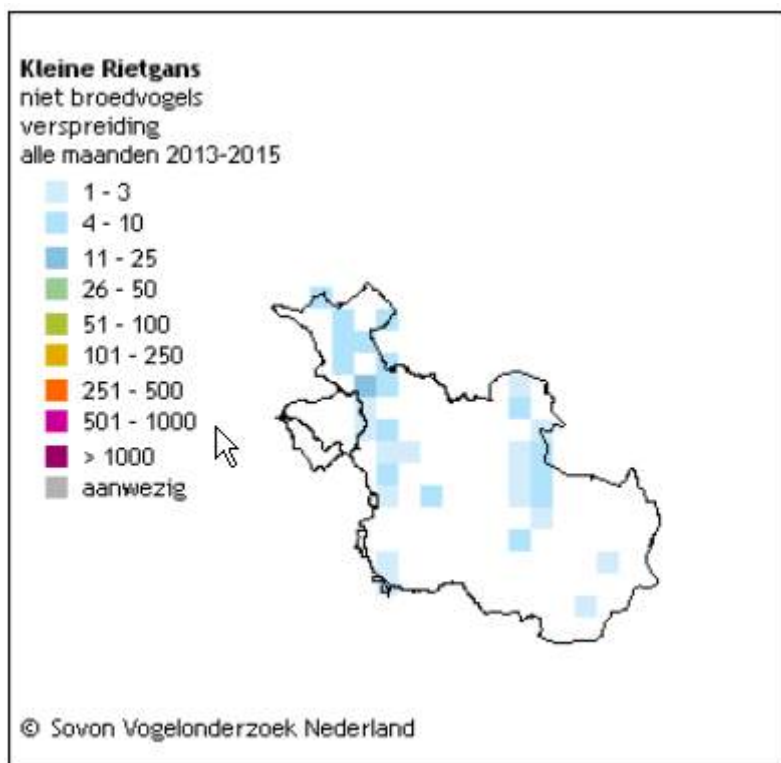 Kleine Rietgans
niet broedvogels
verspreiding
alle maanden 2013-2015
1 - 3
4 - 10
11 - 25
26 - 50
51 - 100
101 - 250
251 - 500
501 - 1000
> 1000
aanwezig
© Sovon Vogelonderzoek Nederland